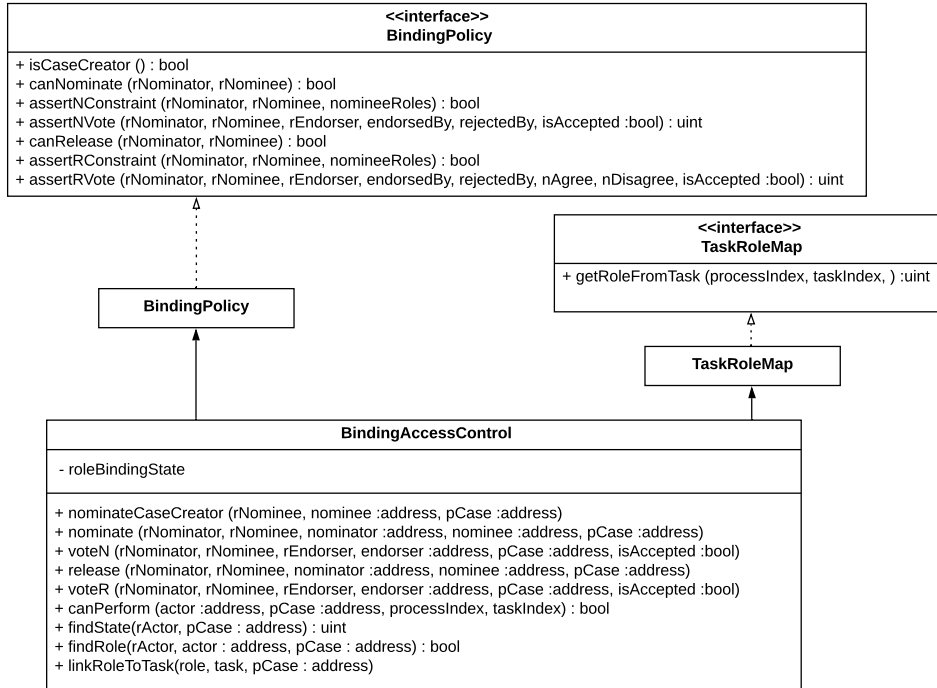 <<interface>>
BindingPolicy
+ isCaseCreator () : bool
+ canNominate (rNominator, rNominee) : bool
+ assertNConstraint (rNominator, rNominee, nomineeRoles) : bool
+ assertNVote (rNominator, rNominee, rEndorser, endorsedBy, rejectedBy, isAccepted :bool) : uint
+ canRelease (rNominator, rNominee) : bool
+ assertRConstraint (rNominator, rNominee, nomineeRoles) : bool
+ assertRVote (rNominator, rNominee, rEndorser, endorsedBy, rejectedBy, nAgree, nDisagree, isAccepted :bool) : uint
<<interface>>
TaskRoleMap
+ getRoleFromTask (processIndex, taskIndex, ) :uint
BindingPolicy
TaskRoleMap
BindingAccessControl
- roleBindingState
+ nominateCaseCreator (rNominee, nominee :address, pCase :address)
+ nominate (rNominator, rNominee, nominator :address, nominee :address, pCase :address)
+ voteN (rNominator, rNominee, rEndorser, endorser :address, pCase :address, isAccepted :bool)
+ release (rNominator, rNominee, nominator :address, nominee :address, pCase :address)
+ voteR (rNominator, rNominee, rEndorser, endorser :address, pCase :address, isAccepted :bool)
+ canPerform (actor :address, pCase :address, processIndex, taskIndex) : bool
+ findState(rActor, pCase : address) : uint
+ findRole(rActor, actor : address, pCase : address) : bool
+ linkRoleToTask(role, task, pCase : address)